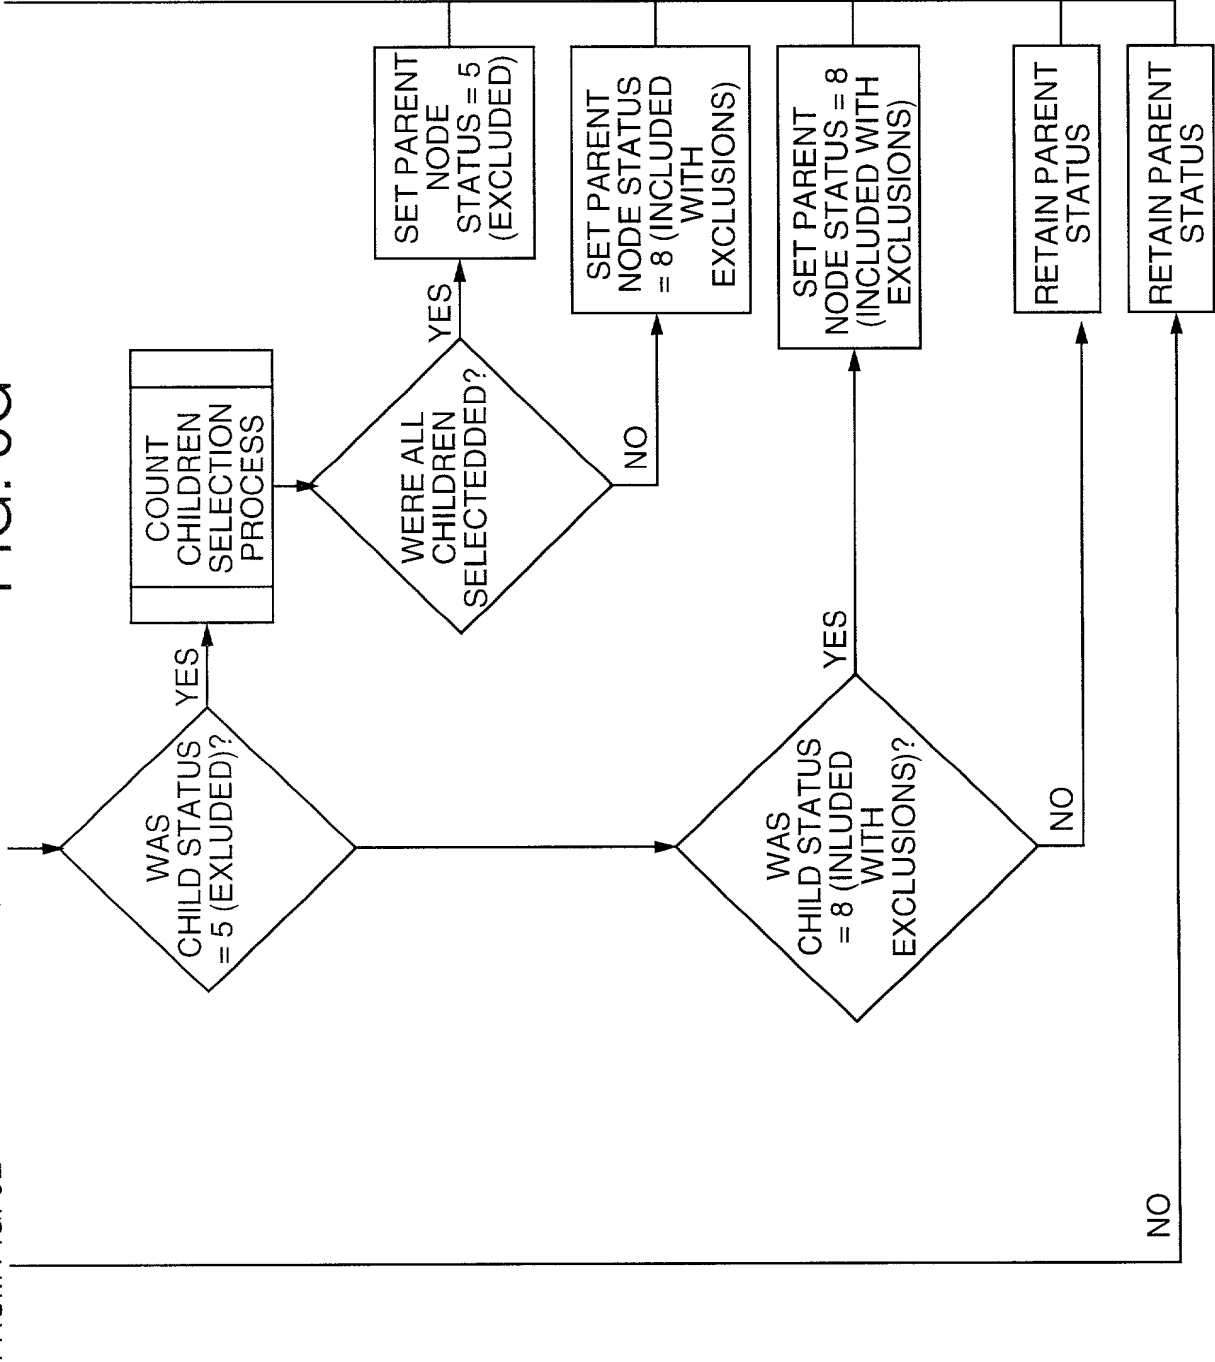 WAS
CHILD STATUS
= 5 (EXLUDED)?
YES
COUNT
CHILDREN
SELECTION
PROCESS
WERE ALL
CHILDREN
SELECTEDDED?
YES
SET PARENT
NODE
STATUS = 5
(EXCLUDED)
NO
SET PARENT
NODE STATUS
= 8 (INCLUDED
WITH
EXCLUSIONS)
WAS
CHILD STATUS
= 8 (INLUDED
WITH
EXCLUSIONS)?
YES
SET PARENT
NODE STATUS = 8
(INCLUDED WITH
EXCLUSIONS)
NO
RETAIN PARENT
STATUS
NO
RETAIN PARENT
STATUS